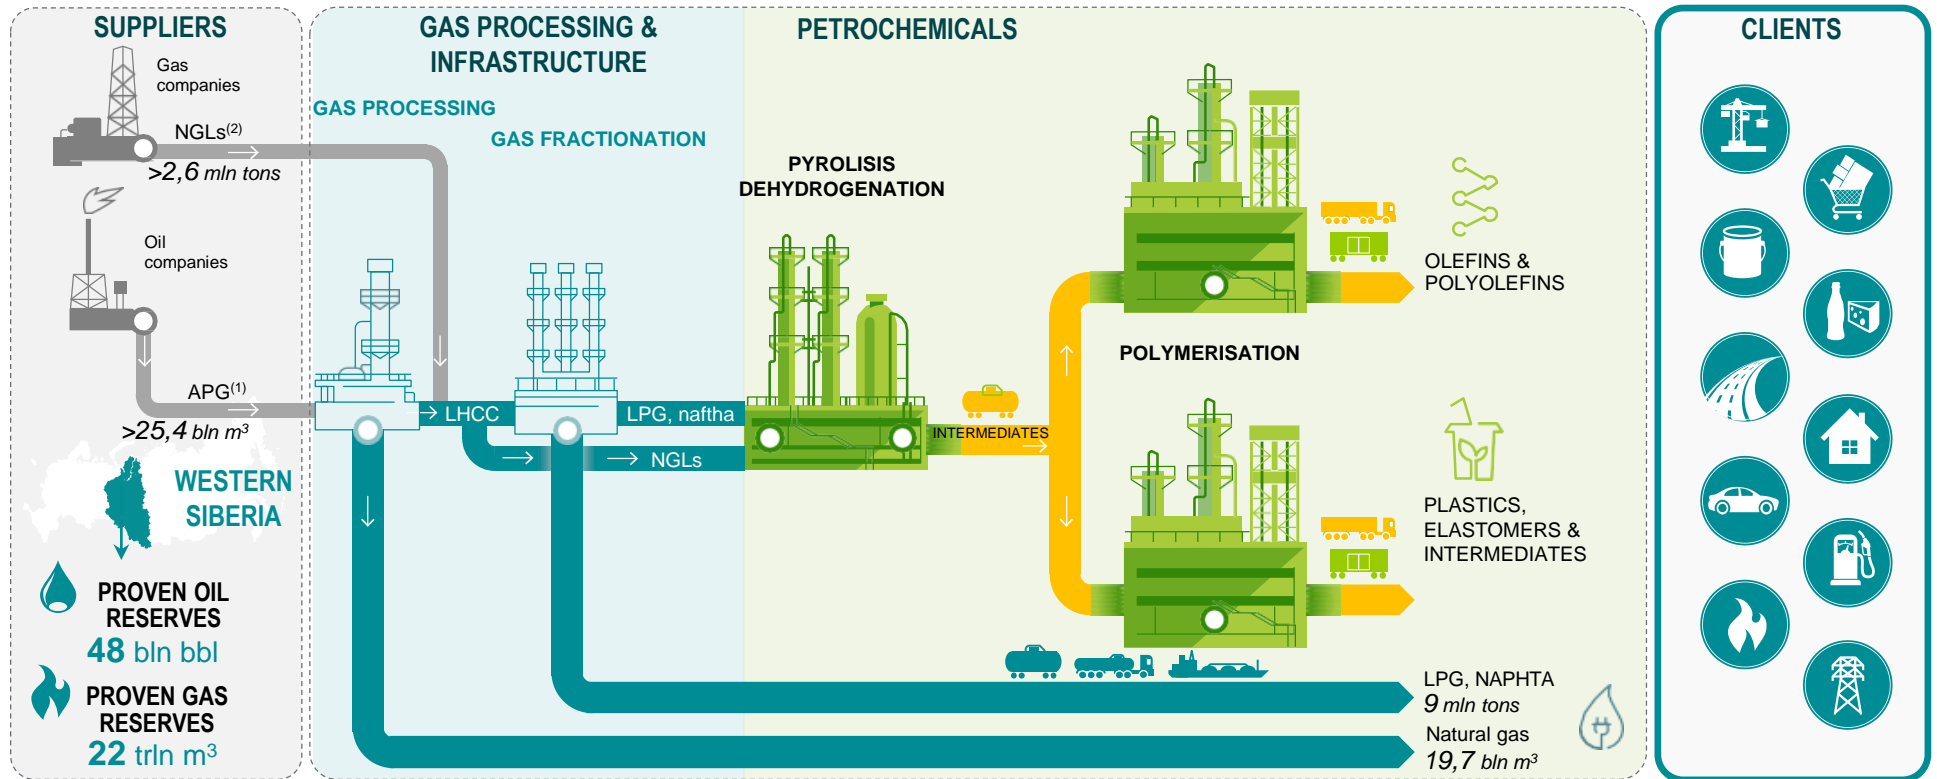 SUPPLIERS
Gas
companies
NGLs(2)
>2,6 mln tons
Oil
companies
APG(1)
>25,4 bln m3
WESTERN
SIBERIA
PROVEN OIL
RESERVES
48 bln bbl
PROVEN GAS
RESERVES
22 trln m3
GAS PROCESSING &
INFRASTRUCTURE
GAS PROCESSING
GAS FRACTIONATION
LHCC
LPG, naftha
NGLs
PETROCHEMICALS
PYROLISIS
DEHYDROGENATION
INTERMEDIATES
POLYMERISATION
OLEFINS &
POLYOLEFINS
PLASTICS,
ELASTOMERS &
INTERMEDIATES
LPG, NAPHTA
9 mln tons
Natural gas
19,7 bln m3
CLIENTS